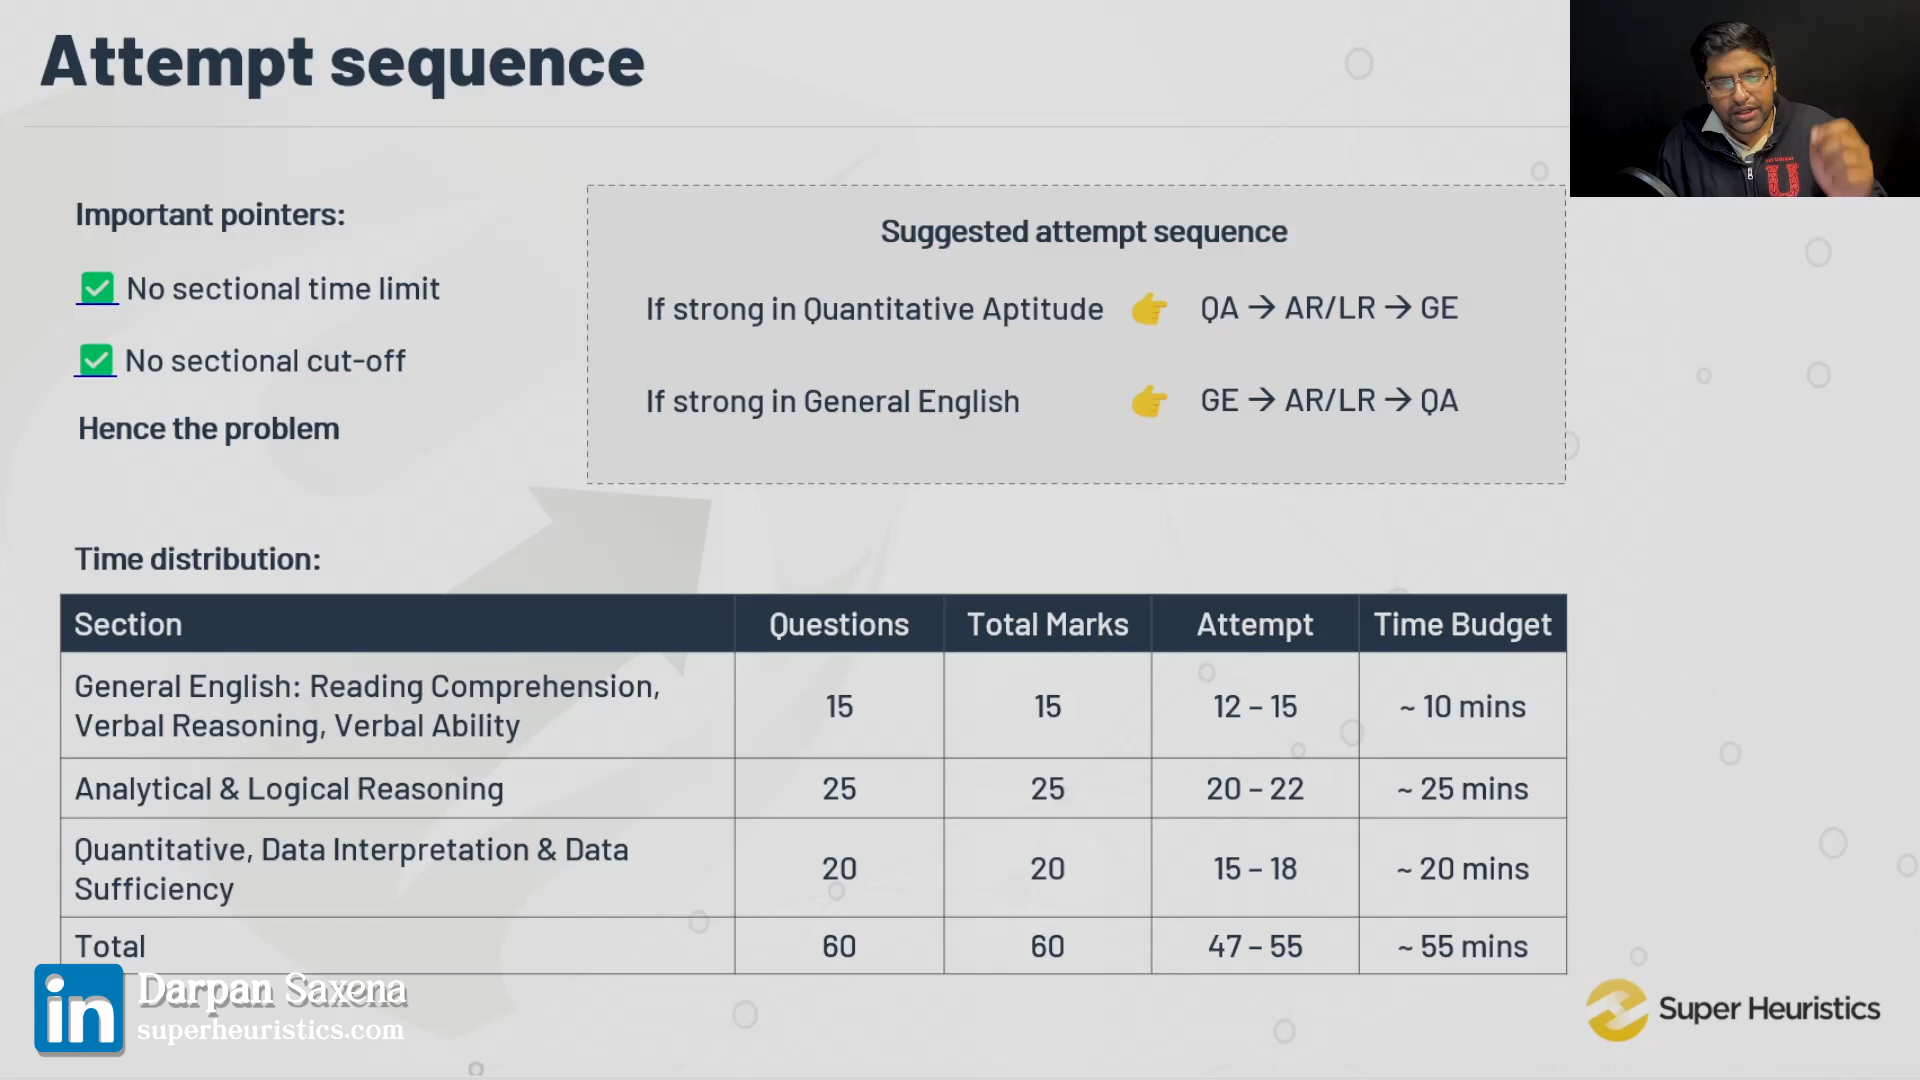 Attempt sequence
Important pointers:
No sectional time limit
No sectional cut-off
Hence the problem
Suggested attempt sequence
If strong in Quantitative Aptitude 👉 QA → AR/LR → GE
If strong in General English 👉 GE → AR/LR → QA
Time distribution:
Section Questions Total Marks Attempt Time Budget
General English: Reading Comprehension,
Verbal Reasoning, Verbal Ability 15 15 12 – 15 ~ 10 mins
Analytical & Logical Reasoning 25 25 20 – 22 ~ 25 mins
Quantitative, Data Interpretation & Data
Sufficiency 20 20 15 – 18 ~ 20 mins
Total 60 60 47 – 55 ~ 55 mins
in
Darpan Saxena
superheuristics.com
Super Heuristics
U